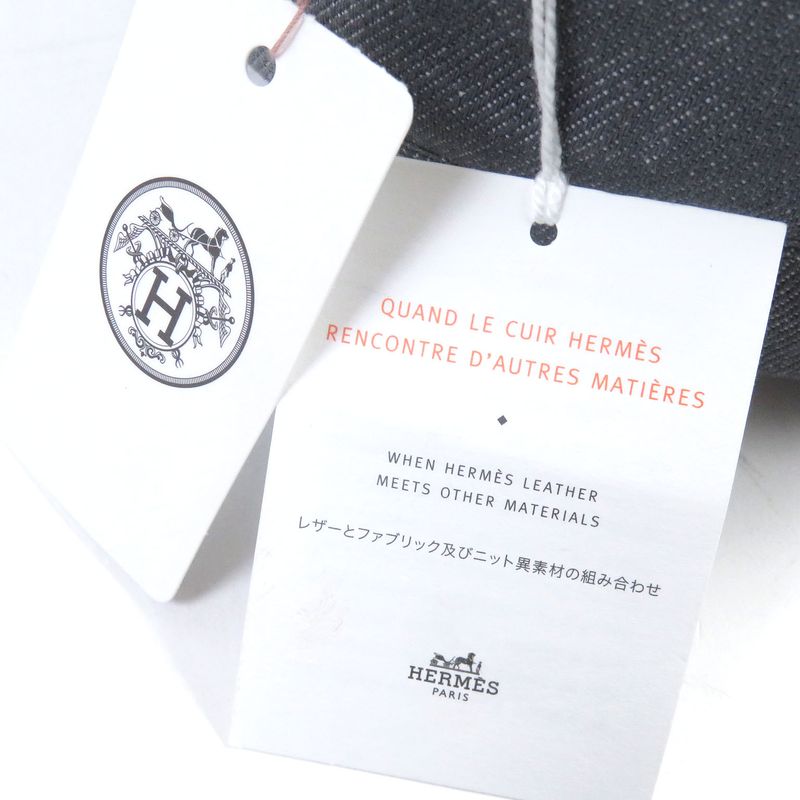 H
QUAND LE CUIR HERMÈS
RENCONTRE D'AUTRES MATIÈRES
WHEN HERMÈS LEATHER
MEETS OTHER MATERIALS
レザーとファブリック及びニット異素材の組み合わせ
HERMÈS
PARIS